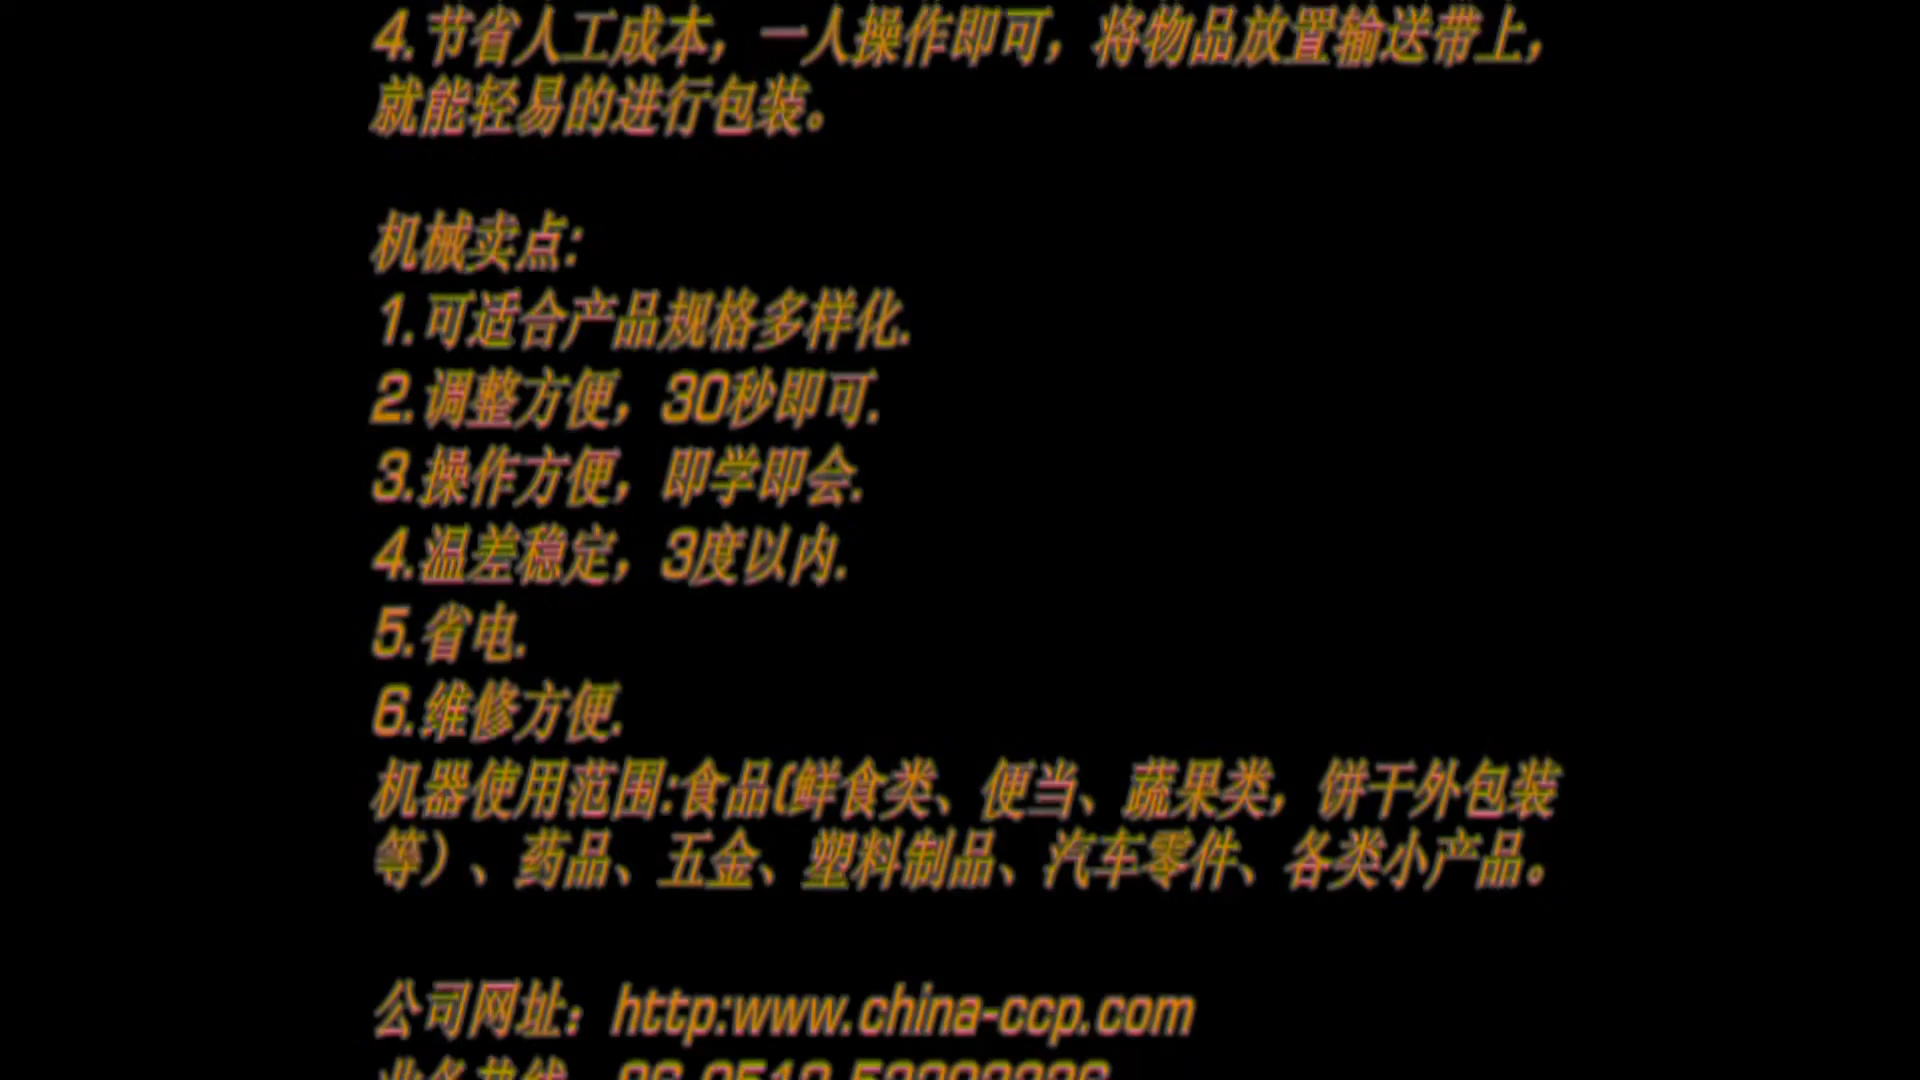 4.节省人工成本，一人操作即可，将物品放置输送带上，
就能轻易的进行包装。
机械卖点:
1.可适合产品规格多样化.
2.调整方便，30秒即可.
3.操作方便，即学即会.
4.温差稳定，3度以内.
5.省电.
6.维修方便.
机器使用范围:食品(鲜食类、便当、蔬果类，饼干外包装
等）、药品、五金、塑料制品、汽车零件、各类小产品。
公司网址：http:www.china-ccp.com